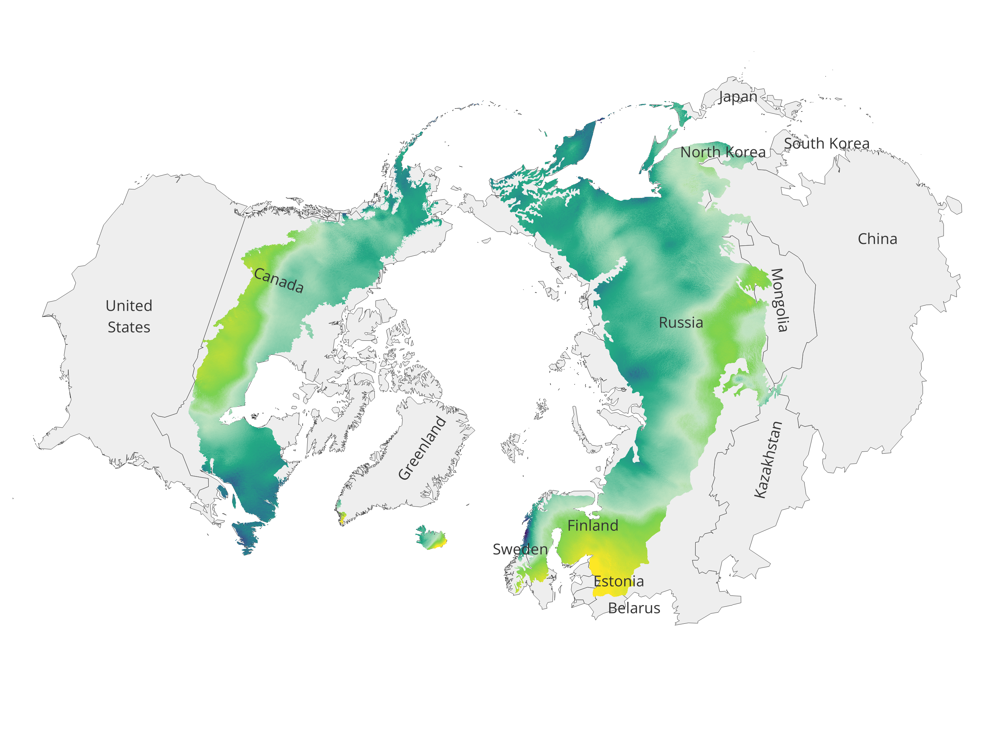 Japan
South Korea
North Korea
China
Canada
Mongolia
United
States
Russia
Greenland
Kazakhstan
Finland
Sweden
Estonia
Belarus